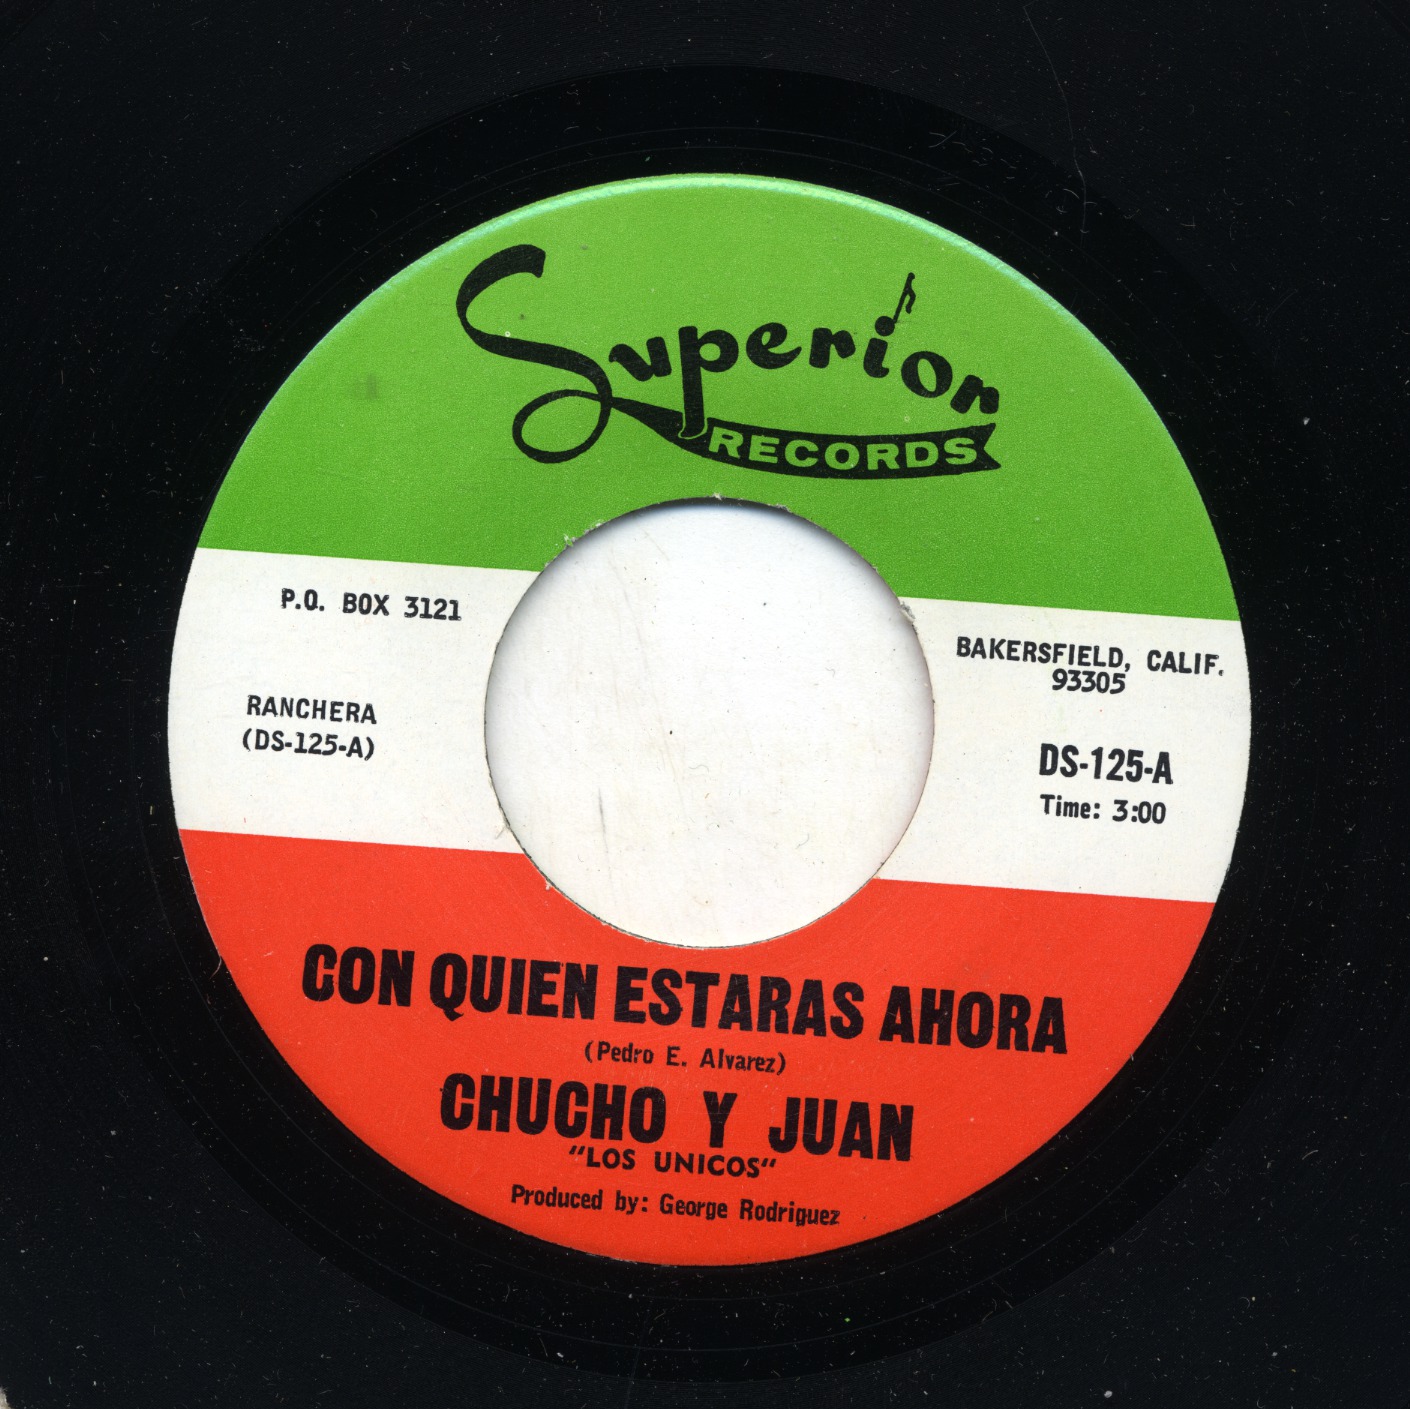 Superior
RECORDS
P.O. BOX 3121
BAKERSFIELD, CALIF.
93305
RANCHERA
(DS-125-A)
DS-125-A
Time: 3:00
CON QUIEN ESTARAS AHORA
(Pedro E. Alvarez)
CHUCHO Y JUAN
"LOS UNICOS"
Produced by: George Rodriguez